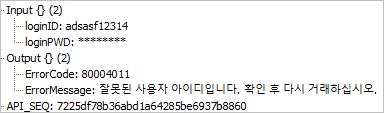 Input {} (2)
loginID: adsasf12314
loginPWD: ********
Output {} (2)
ErrorCode: 80004011
ErrorMessage: 잘못된 사용자 아이디입니다. 확인 후 다시 거래하십시오.
API_SEQ: 7225df78b36abd1a64285be6937b8860